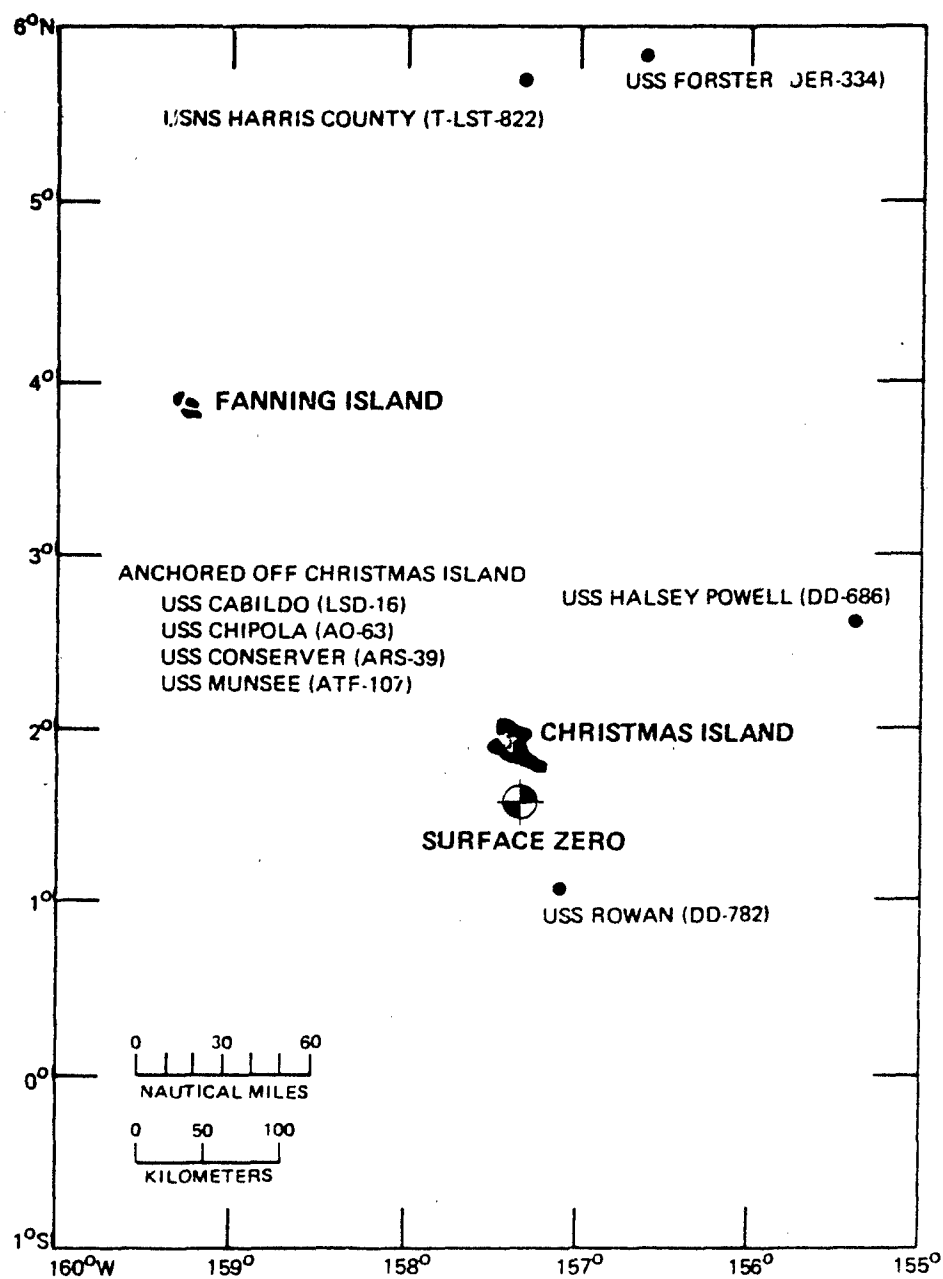 6°N
USS FORSTER DER-334)
USNS HARRIS COUNTY (T-LST-822)
5°
4°
FANNING ISLAND
3°
ANCHORED OFF CHRISTMAS ISLAND
USS CABILDO (LSD-16)
USS CHIPOLA (AO-63)
USS CONSERVER (ARS-39)
USS MUNSEE (ATF-107)
USS HALSEY POWELL (DD-686)
2°
CHRISTMAS ISLAND
SURFACE ZERO
1°
USS ROWAN (DD-782)
0 30 60
NAUTICAL MILES
0°
0 50 100
KILOMETERS
1°S
160°W 159° 158° 157° 156° 155°